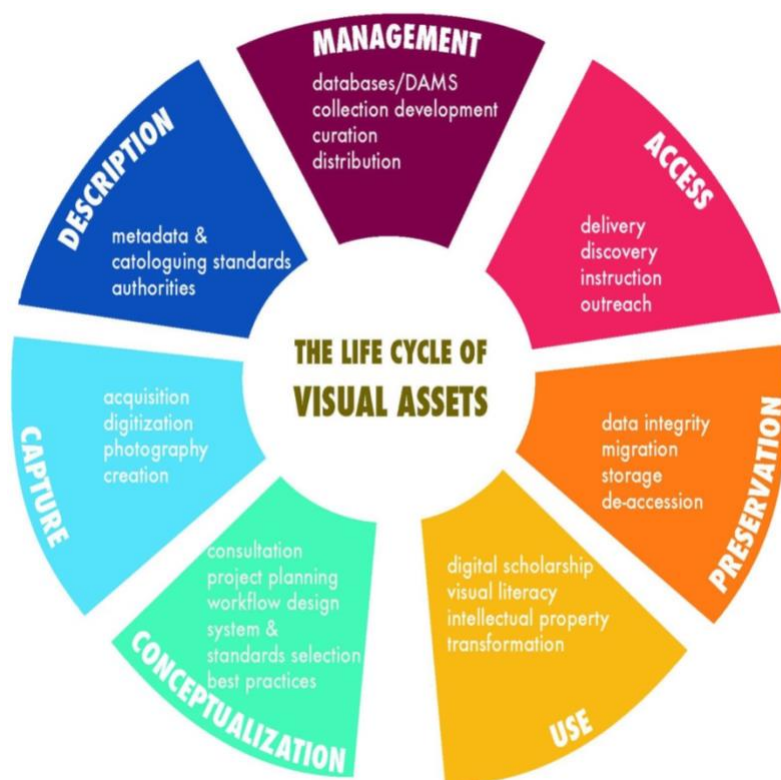 THE LIFE CYCLE OF
VISUAL ASSETS
MANAGEMENT
databases/DAMS
collection development
curation
distribution
ACCESS
delivery
discovery
instruction
outreach
PRESERVATION
data integrity
migration
storage
de-accession
USE
digital scholarship
visual literacy
intellectual property
transformation
CONCEPTUALIZATION
consultation
project planning
workflow design
system &
standards selection
best practices
CAPTURE
acquisition
digitization
photography
creation
DESCRIPTION
metadata &
catologuing standards
authorities